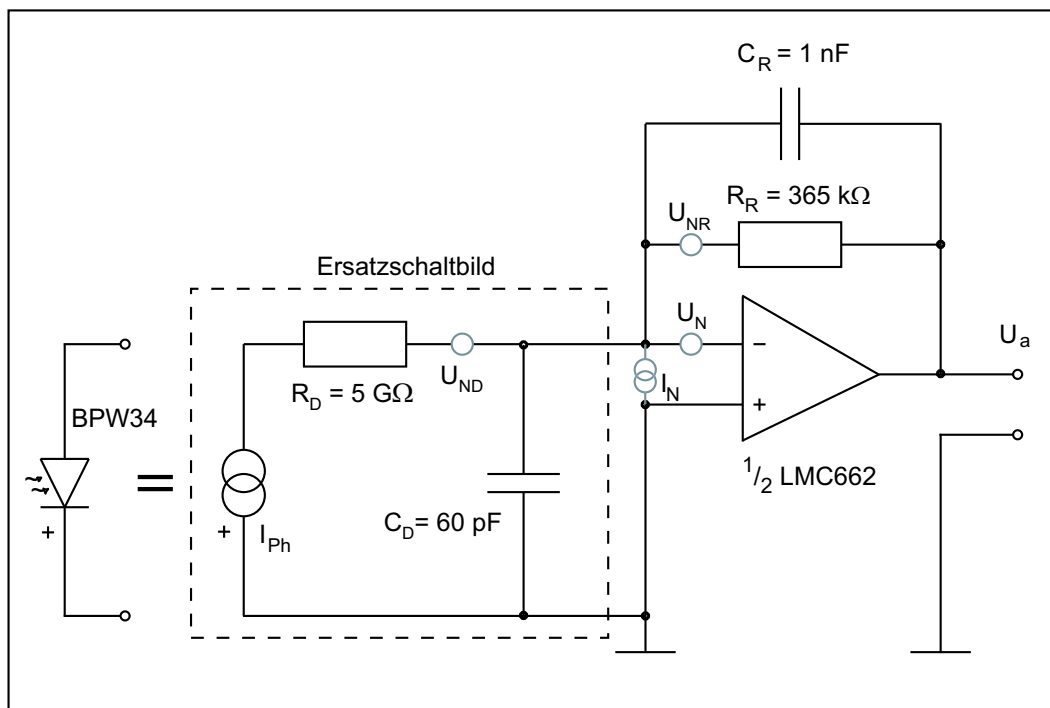 C_R = 1 nF
R_R = 365 kΩ
U_NR
Ersatzschaltbild
U_N
−
U_a
U_ND
R_D = 5 GΩ
I_N
+
BPW34
=
1/2 LMC662
C_D= 60 pF
+
+
I_Ph